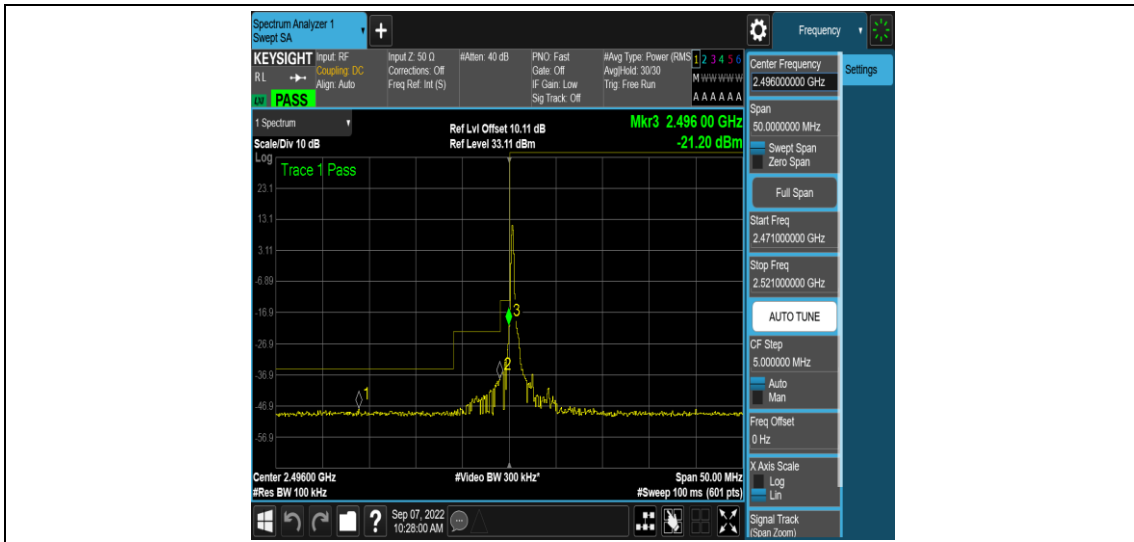 Spectrum Analyzer 1
Swept SA
+
Frequency
KEYSIGHT
RL
PASS
Input: RF
Coupling: DC
Align: Auto
Input Z: 50 Ω
Corrections: Off
Freq Ref: Int (S)
#Atten: 40 dB
PNO: Fast
Gate: Off
IF Gain: Low
Sig Track: Off
#Avg Type: Power (RMS
Avg|Hold: 30/30
Trig: Free Run
1 2 3 4 5 6
M W W W W W
A A A A A A
1 Spectrum
Scale/Div 10 dB
Ref Lvl Offset 10.11 dB
Ref Level 33.11 dBm
Mkr3 2.496 00 GHz
-21.20 dBm
Log
Trace 1 Pass
23.1
13.1
3.11
-6.89
-16.9
-26.9
-36.9
-46.9
-56.9
1
2
3
Center 2.49600 GHz
#Res BW 100 kHz
#Video BW 300 kHz*
Span 50.00 MHz
#Sweep 100 ms (601 pts)
?
Sep 07, 2022
10:28:00 AM
Center Frequency
2.496000000 GHz
Settings
Span
50.0000000 MHz
Swept Span
Zero Span
Full Span
Start Freq
2.471000000 GHz
Stop Freq
2.521000000 GHz
AUTO TUNE
CF Step
5.000000 MHz
Auto
Man
Freq Offset
0 Hz
X Axis Scale
Log
Lin
Signal Track
(Span Zoom)